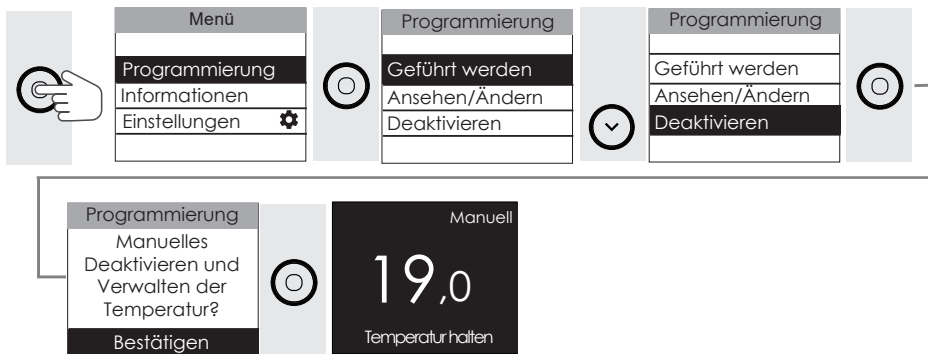 Menü
Programmierung
Informationen
Einstellungen
Programmierung
Geführt werden
Ansehen/Ändern
Deaktivieren
Programmierung
Geführt werden
Ansehen/Ändern
Deaktivieren
Programmierung
Manuelles
Deaktivieren und
Verwalten der
Temperatur?
Bestätigen
Manuell
19,0
Temperatur halten